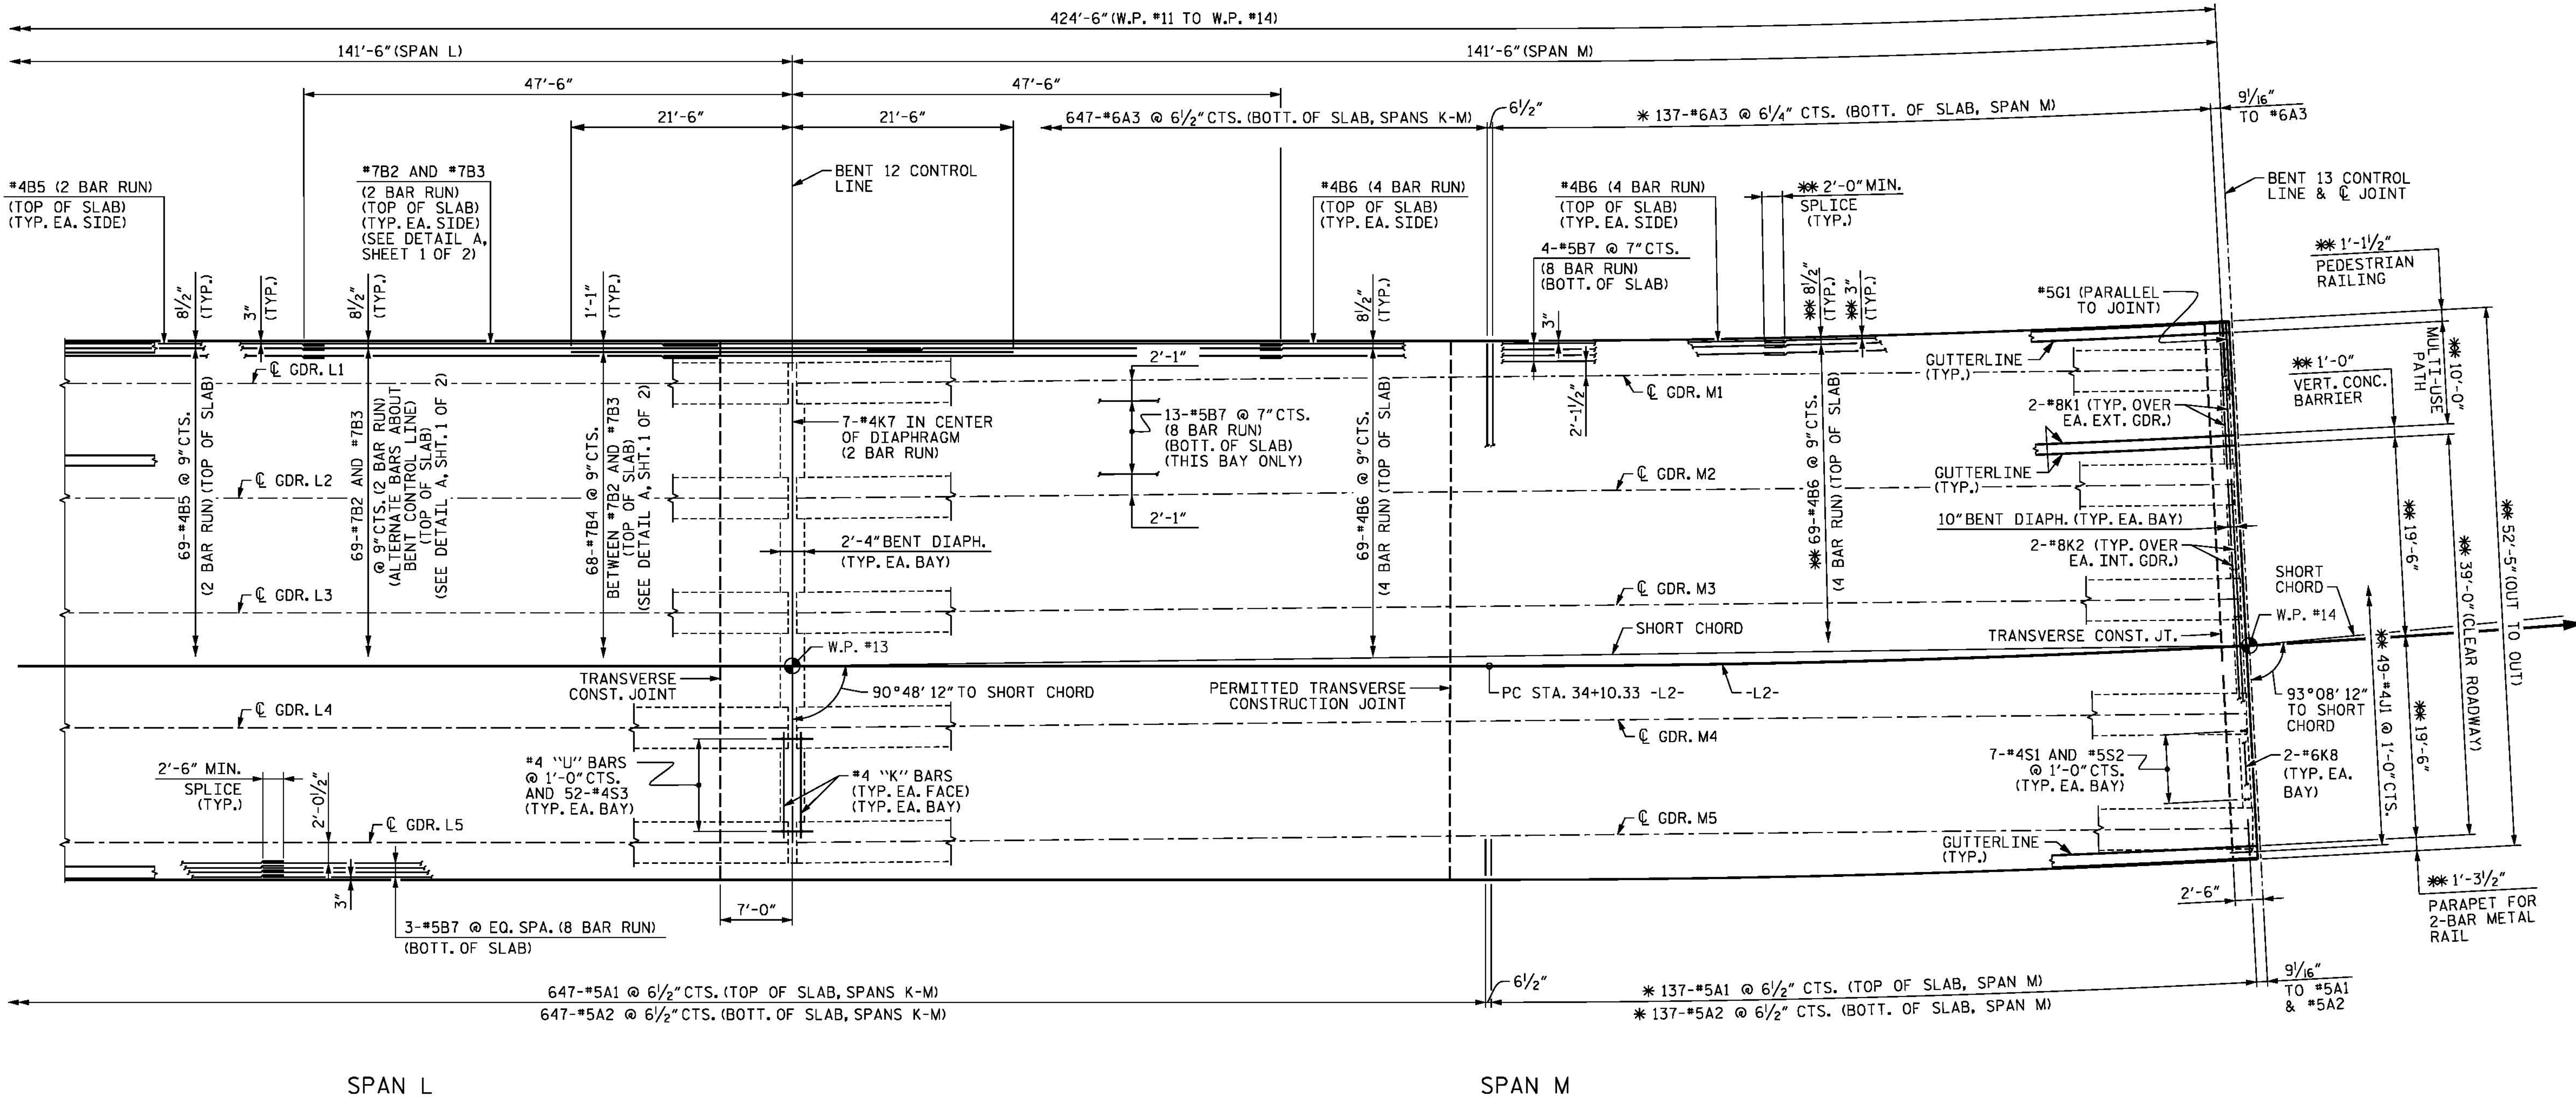 424'-6" (W.P. #11 TO W.P. #14)
141'-6" (SPAN L)
141'-6" (SPAN M)
47'-6"
47'-6"
21'-6"
21'-6"
647-#6A3 @ 6½" CTS. (BOTT. OF SLAB, SPANS K-M)
6½"
* 137-#6A3 @ 6¼" CTS. (BOTT. OF SLAB, SPAN M)
9/16"
TO #6A3
#4B5 (2 BAR RUN)
(TOP OF SLAB)
(TYP. EA. SIDE)
#7B2 AND #7B3
(2 BAR RUN)
(TOP OF SLAB)
(TYP. EA. SIDE)
(SEE DETAIL A,
SHEET 1 OF 2)
BENT 12 CONTROL
LINE
#4B6 (4 BAR RUN)
(TOP OF SLAB)
(TYP. EA. SIDE)
#4B6 (4 BAR RUN)
(TOP OF SLAB)
(TYP. EA. SIDE)
4-#5B7 @ 7" CTS.
(8 BAR RUN)
(BOTT. OF SLAB)
** 2'-0" MIN.
SPLICE
(TYP.)
BENT 13 CONTROL
LINE & ℄ JOINT
** 1'-1½"
PEDESTRIAN
RAILING
8½"
(TYP.)
3"
(TYP.)
8½"
(TYP.)
1'-1"
(TYP.)
8½"
(TYP.)
3"
** 8½"
(TYP.)
** 3"
(TYP.)
#5G1 (PARALLEL
TO JOINT)
℄ GDR. L1
℄ GDR. L2
℄ GDR. L3
℄ GDR. L4
℄ GDR. L5
69-#4B5 @ 9" CTS.
(2 BAR RUN) (TOP OF SLAB)
69-#7B2 AND #7B3
@ 9" CTS. (2 BAR RUN)
(ALTERNATE BARS ABOUT
BENT CONTROL LINE)
(TOP OF SLAB)
(SEE DETAIL A, SHT. 1 OF 2)
68-#7B4 @ 9" CTS.
BETWEEN #7B2 AND #7B3
(TOP OF SLAB)
(SEE DETAIL A, SHT. 1 OF 2)
7-#4K7 IN CENTER
OF DIAPHRAGM
(2 BAR RUN)
2'-1"
13-#5B7 @ 7" CTS.
(8 BAR RUN)
(BOTT. OF SLAB)
(THIS BAY ONLY)
2'-1"
2'-4" BENT DIAPH.
(TYP. EA. BAY)
69-#4B6 @ 9" CTS.
(4 BAR RUN) (TOP OF SLAB)
2'-1½"
℄ GDR. M1
℄ GDR. M2
℄ GDR. M3
℄ GDR. M4
℄ GDR. M5
** 69-#4B6 @ 9" CTS.
(4 BAR RUN) (TOP OF SLAB)
GUTTERLINE
(TYP.)
2-#8K1 (TYP. OVER
EA. EXT. GDR.)
GUTTERLINE
(TYP.)
10" BENT DIAPH. (TYP. EA. BAY)
2-#8K2 (TYP. OVER
EA. INT. GDR.)
** 1'-0"
VERT. CONC.
BARRIER
** 10'-0"
MULTI-USE
PATH
** 19'-6"
** 39'-0" (CLEAR ROADWAY)
** 52'-5" (OUT TO OUT)
SHORT
CHORD
W.P. #14
TRANSVERSE CONST. JT.
SHORT CHORD
W.P. #13
TRANSVERSE
CONST. JOINT
90°48'12" TO SHORT CHORD
PERMITTED TRANSVERSE
CONSTRUCTION JOINT
PC STA. 34+10.33 -L2-
-L2-
93°08'12"
TO SHORT
CHORD
** 49-#4J1 @ 1'-0" CTS.
** 19'-6"
2'-6" MIN.
SPLICE
(TYP.)
2'-0½"
#4 "U" BARS
@ 1'-0" CTS.
AND 52-#4S3
(TYP. EA. BAY)
#4 "K" BARS
(TYP. EA. FACE)
(TYP. EA. BAY)
7-#4S1 AND #5S2
@ 1'-0" CTS.
(TYP. EA. BAY)
2-#6K8
(TYP. EA.
BAY)
GUTTERLINE
(TYP.)
3"
7'-0"
2'-6"
** 1'-3½"
PARAPET FOR
2-BAR METAL
RAIL
3-#5B7 @ EQ. SPA. (8 BAR RUN)
(BOTT. OF SLAB)
647-#5A1 @ 6½" CTS. (TOP OF SLAB, SPANS K-M)
647-#5A2 @ 6½" CTS. (BOTT. OF SLAB, SPANS K-M)
6½"
* 137-#5A1 @ 6½" CTS. (TOP OF SLAB, SPAN M)
* 137-#5A2 @ 6½" CTS. (BOTT. OF SLAB, SPAN M)
9/16"
TO #5A1
& #5A2
SPAN L
SPAN M